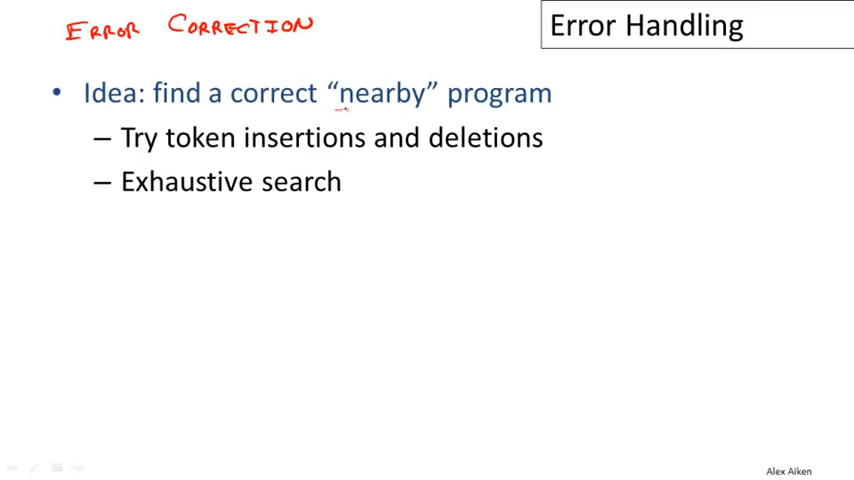 ERROR CORRECTION
Error Handling
• Idea: find a correct “nearby” program
– Try token insertions and deletions
– Exhaustive search
Alex Aiken